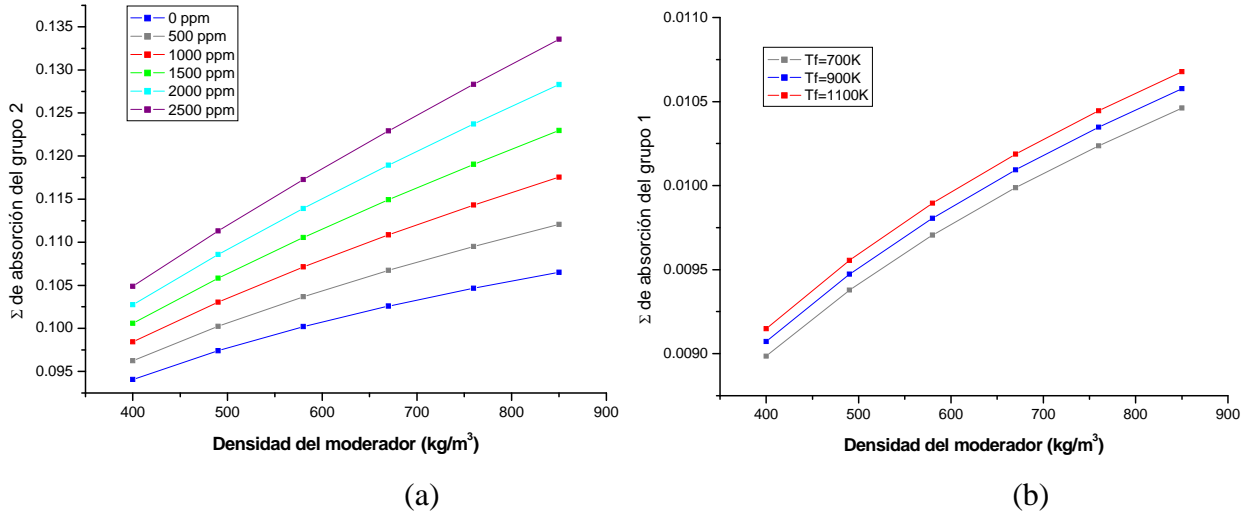 0 ppm
500 ppm
1000 ppm
1500 ppm
2000 ppm
2500 ppm
0.135
0.130
0.125
0.120
0.115
0.110
0.105
0.100
0.095
Σ de absorción del grupo 2
400 500 600 700 800 900
Densidad del moderador (kg/m³)
(a)
Tf=700K
Tf=900K
Tf=1100K
0.0110
0.0105
0.0100
0.0095
0.0090
Σ de absorción del grupo 1
400 500 600 700 800 900
Densidad del moderador (kg/m³)
(b)